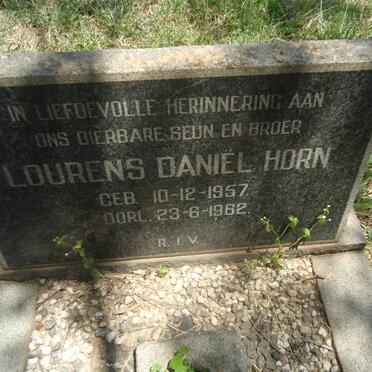 IN LIEFDEVOLLE HERINNERING AAN
ONS DIERBARE SEUN EN BROER
LOURENS DANIËL HORN
GEB. 10-12-1957.
OORL. 23-6-1962.
R.I.V.